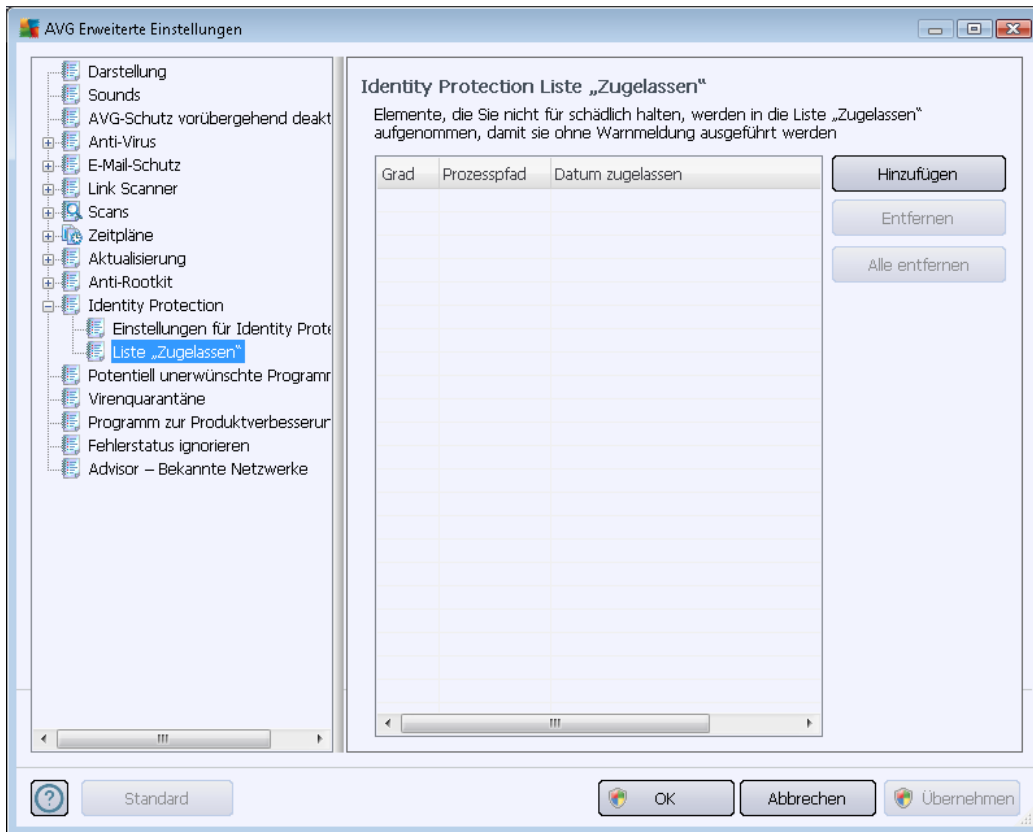 AVG Erweiterte Einstellungen
Darstellung
Sounds
AVG-Schutz vorübergehend deakt
Anti-Virus
E-Mail-Schutz
Link Scanner
Scans
Zeitpläne
Aktualisierung
Anti-Rootkit
Identity Protection
Einstellungen für Identity Prote
Liste „Zugelassen“
Potentiell unerwünschte Programm
Virenquarantäne
Programm zur Produktverbesserun
Fehlerstatus ignorieren
Advisor – Bekannte Netzwerke
Identity Protection Liste „Zugelassen“
Elemente, die Sie nicht für schädlich halten, werden in die Liste „Zugelassen“
aufgenommen, damit sie ohne Warnmeldung ausgeführt werden
Grad Prozesspfad Datum zugelassen
Hinzufügen
Entfernen
Alle entfernen
Standard
OK
Abbrechen
Übernehmen